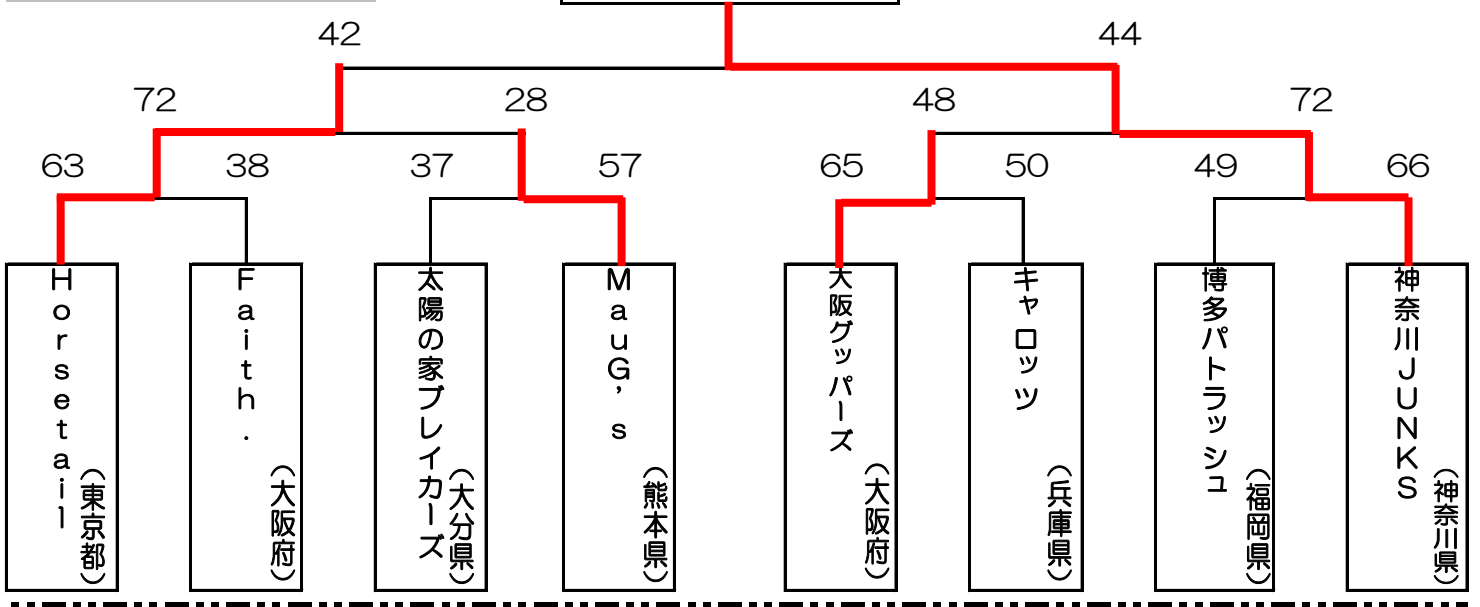 42 44
72 28 48 72
63 38 37 57 65 50 49 66
Horsetail
(東京都)
Faith.
(大阪府)
太陽の家ブレイカーズ
(大分県)
MauG's
(熊本県)
大阪グッパーズ
(大阪府)
キャロッツ
(兵庫県)
博多パトラッシュ
(福岡県)
神奈川JUNKS
(神奈川県)